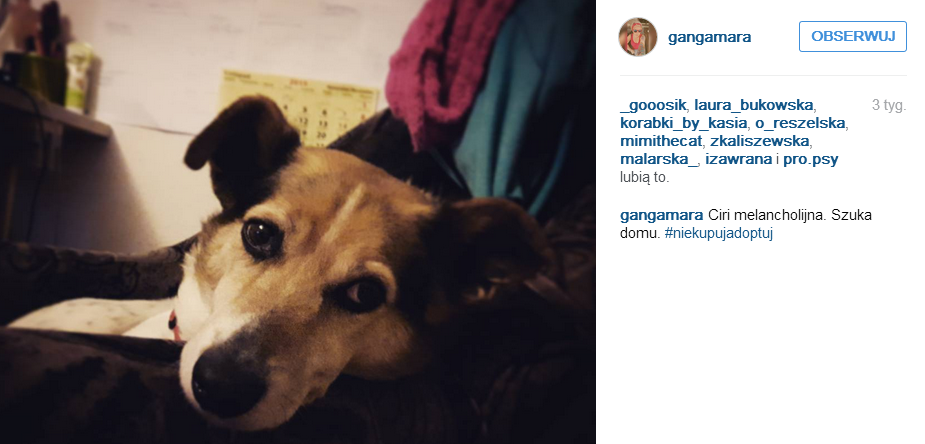 gangamara
OBSERWUJ
_gooosik, laura_bukowska,
korabki_by_kasia, o_reszelska,
mimithecat, zkaliszewska,
malarska_, izawrana i pro.psy
lubią to.
3 tyg.
gangamara Ciri melancholijna. Szuka
domu. #niekupujadoptuj